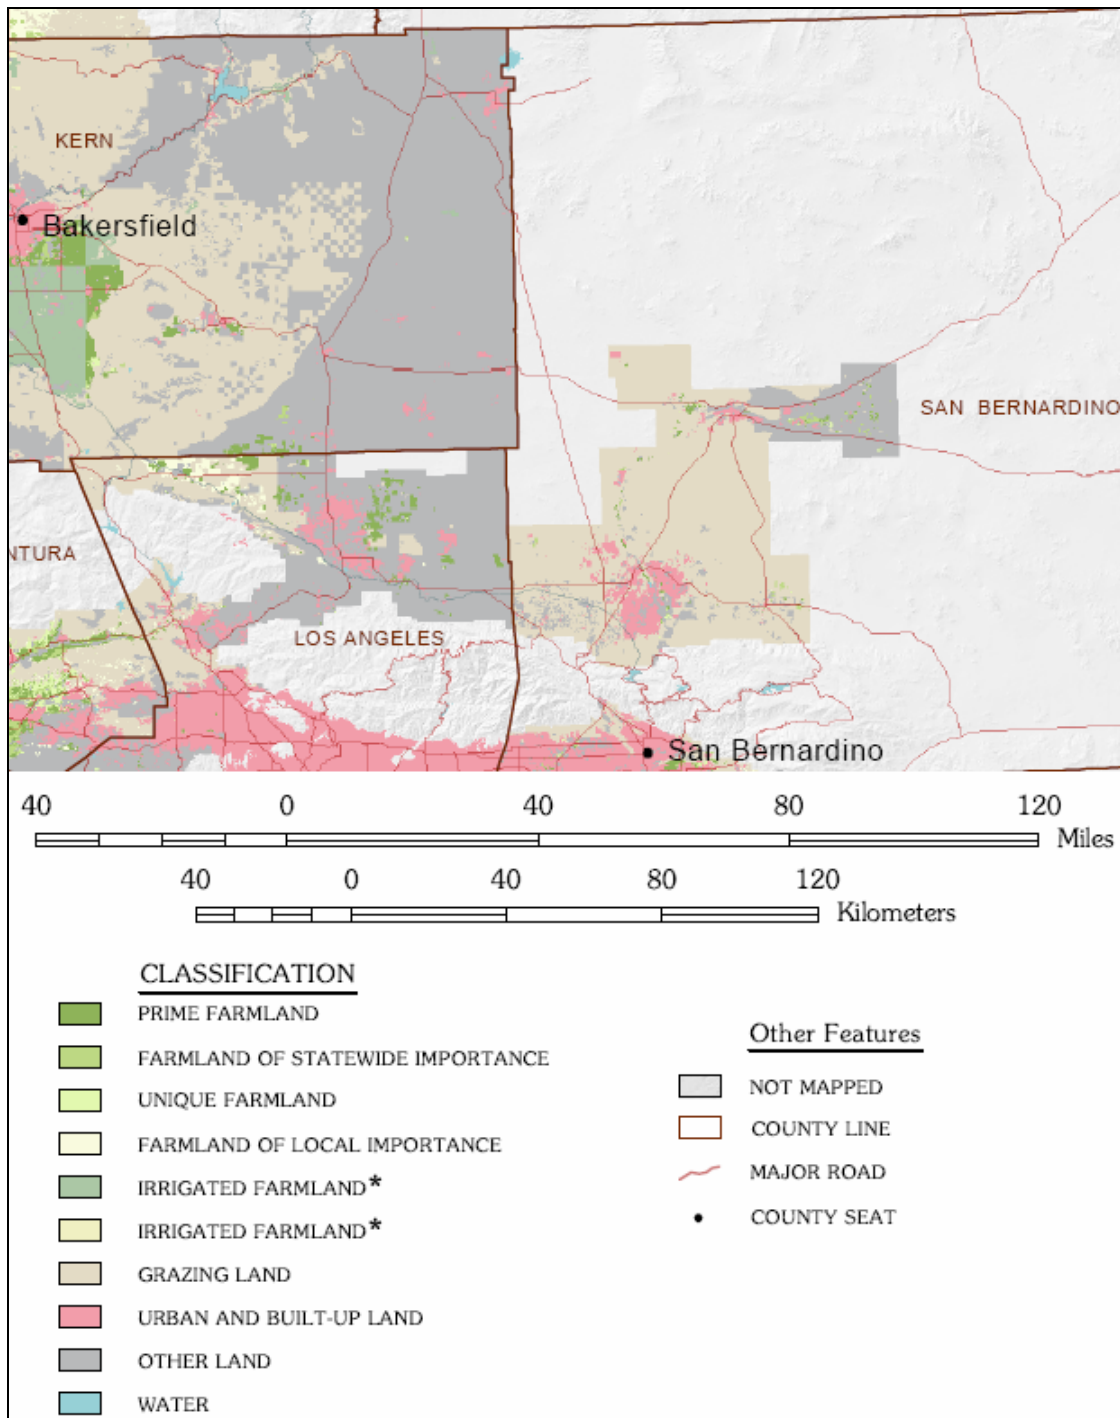 KERN
Bakersfield
SAN BERNARDINO
NTURA
LOS ANGELES
San Bernardino
40 0 40 80 120
Miles
40 0 40 80 120
Kilometers
CLASSIFICATION
PRIME FARMLAND
FARMLAND OF STATEWIDE IMPORTANCE
UNIQUE FARMLAND
FARMLAND OF LOCAL IMPORTANCE
IRRIGATED FARMLAND*
IRRIGATED FARMLAND*
GRAZING LAND
URBAN AND BUILT-UP LAND
OTHER LAND
WATER
Other Features
NOT MAPPED
COUNTY LINE
MAJOR ROAD
COUNTY SEAT